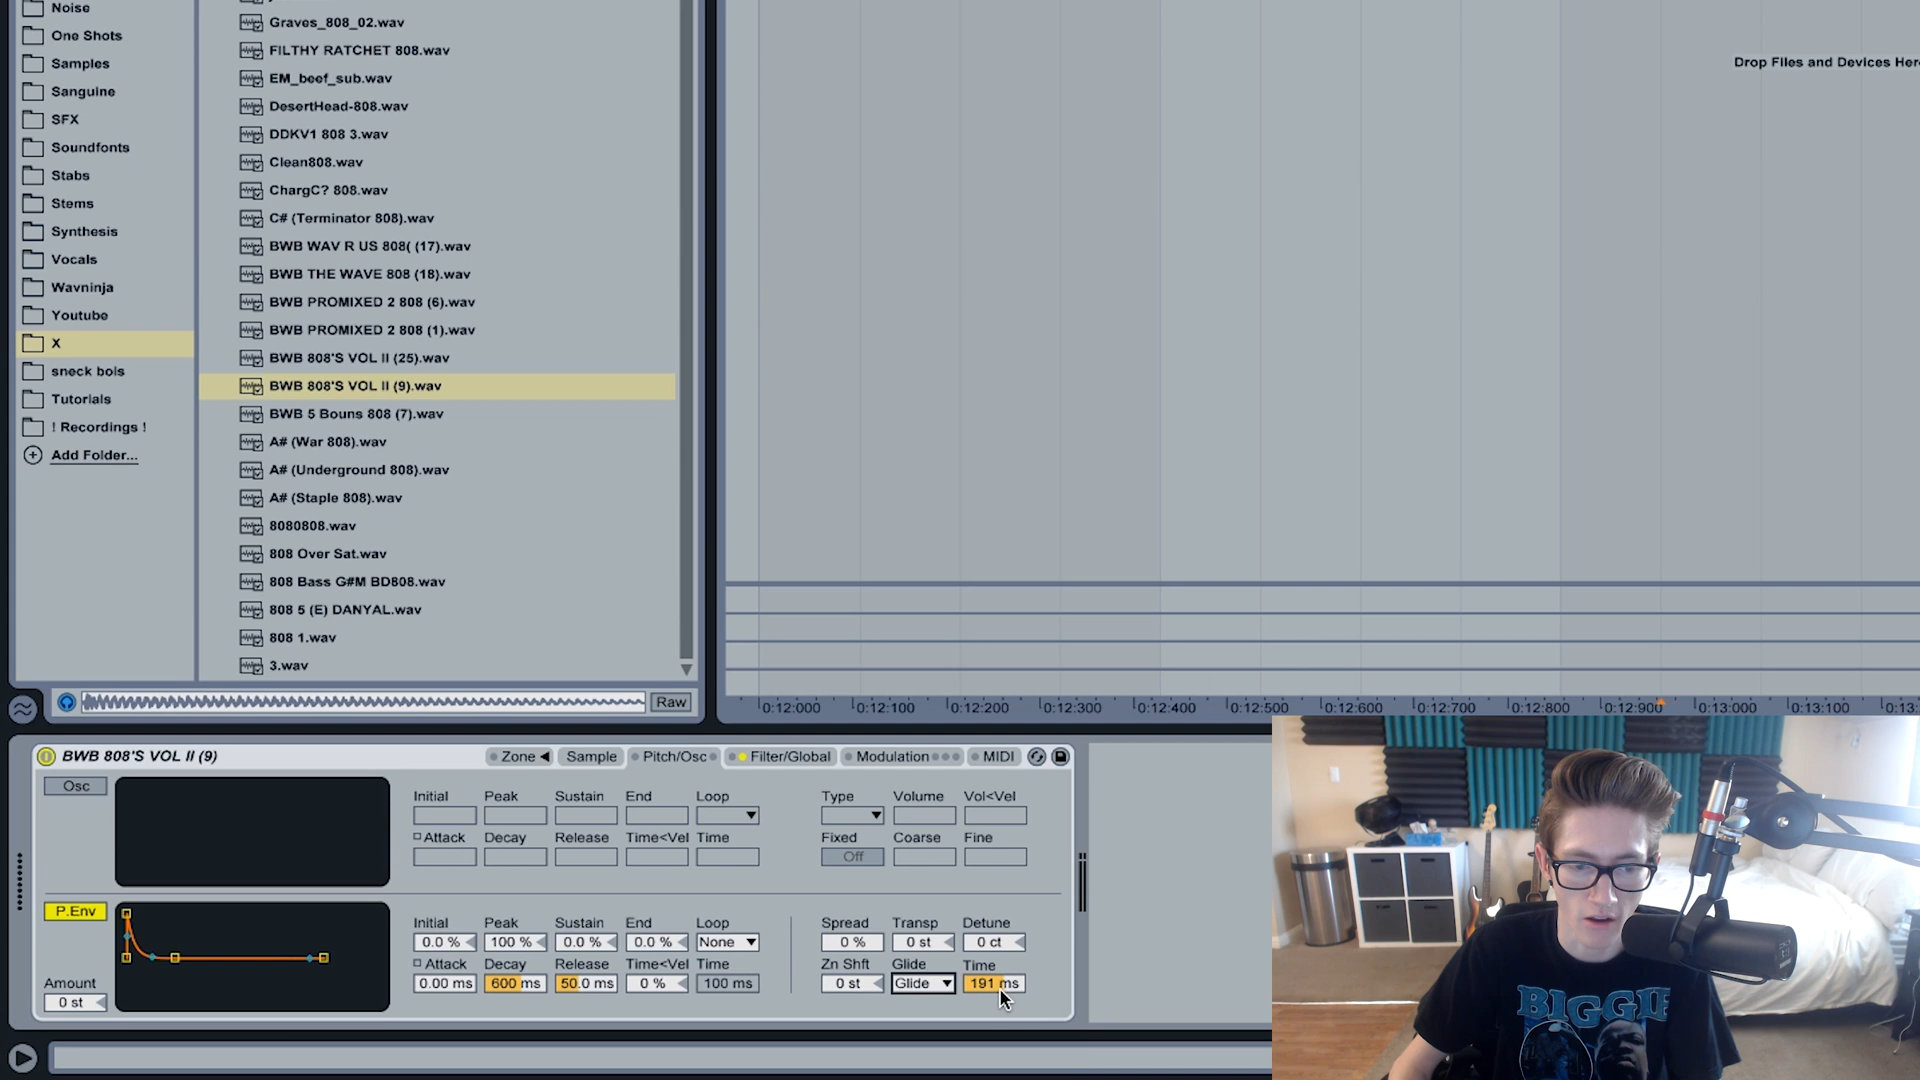 Noise
One Shots
Samples
Sanguine
SFX
Soundfonts
Stabs
Stems
Synthesis
Vocals
Wavninja
Youtube
X
sneck bois
Tutorials
! Recordings !
Add Folder...
Graves_808_02.wav
FILTHY RATCHET 808.wav
EM_beef_sub.wav
DesertHead-808.wav
DDKV1 808 3.wav
Clean808.wav
ChargC? 808.wav
C# (Terminator 808).wav
BWB WAV R US 808( (17).wav
BWB THE WAVE 808 (18).wav
BWB PROMIXED 2 808 (6).wav
BWB PROMIXED 2 808 (1).wav
BWB 808'S VOL II (25).wav
BWB 808'S VOL II (9).wav
BWB 5 Bouns 808 (7).wav
A# (War 808).wav
A# (Underground 808).wav
A# (Staple 808).wav
8080808.wav
808 Over Sat.wav
808 Bass G#M BD808.wav
808 5 (E) DANYAL.wav
808 1.wav
3.wav
Raw
Drop Files and Devices Here
0:12:000 0:12:100 0:12:200 0:12:300 0:12:400 0:12:500 0:12:600 0:12:700 0:12:800 0:12:900 0:13:000 0:13:100 0:13:
BWB 808'S VOL II (9) Zone Sample Pitch/Osc Filter/Global Modulation MIDI
Osc
Initial Peak Sustain End Loop Type Volume Vol<Vel
Attack Decay Release Time<Vel Time Fixed Coarse Fine
Off
P.Env
Initial Peak Sustain End Loop Spread Transp Detune
0.0 % 100 % 0.0 % 0.0 % None 0 % 0 st 0 ct
Attack Decay Release Time<Vel Time Zn Shft Glide Time
0.00 ms 600 ms 50.0 ms 0 % 100 ms 0 st Glide 191 ms
Amount
0 st
BIGGIE